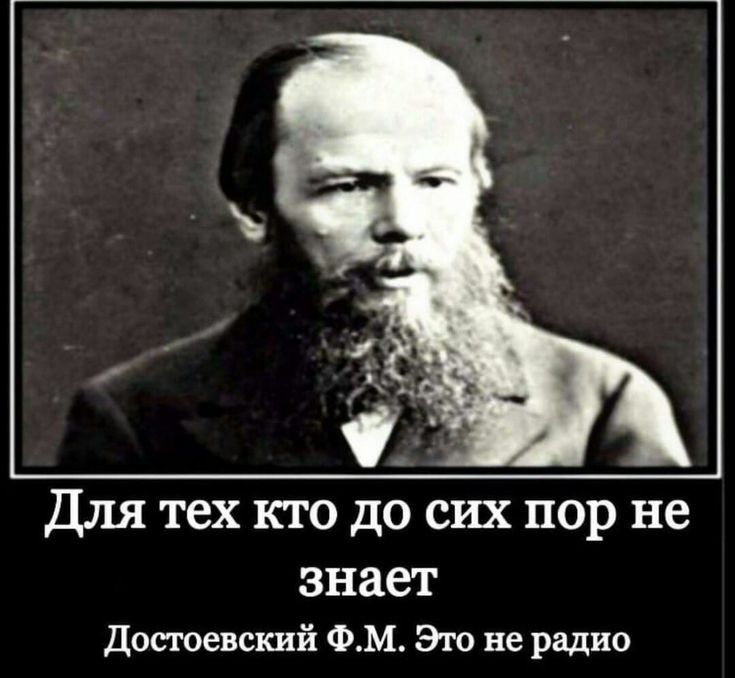 Для тех кто до сих пор не
знает
Достоевский Ф.М. Это не радио